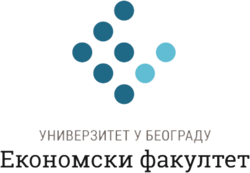 УНИВЕРЗИТЕТ У БЕОГРАДУ
Економски факултет